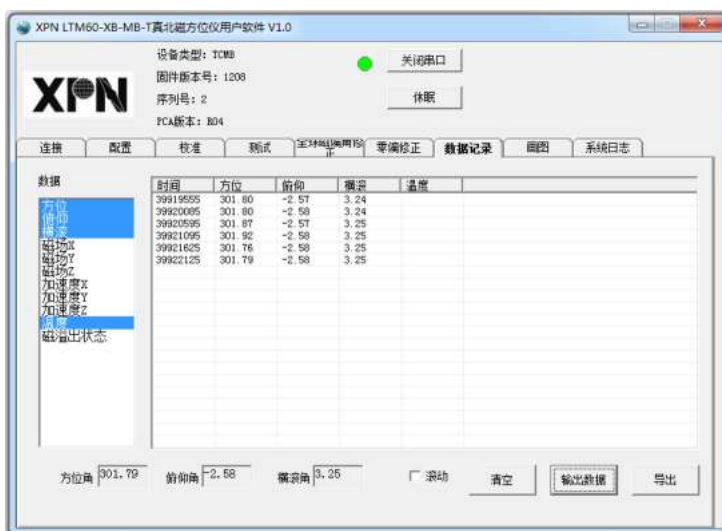 XPN LTM60-XB-MB-T真北磁方位仪用户软件 V1.0
设备类型: TCMB
固件版本号: 1208
序列号: 2
PCA版本: R04
关闭串口
休眠
XPN
连接 配置 校准 测试 全球磁偏角修正 零偏修正 数据记录 画图 系统日志
数据
方位
俯仰
横滚
磁场X
磁场Y
磁场Z
加速度X
加速度Y
加速度Z
温度
磁溢出状态
时间 方位 俯仰 横滚 温度
39919555 301.80 -2.57 3.24
39920085 301.80 -2.58 3.24
39920595 301.87 -2.57 3.25
39921095 301.92 -2.58 3.25
39921625 301.76 -2.58 3.25
39922125 301.79 -2.58 3.25
方位角 301.79 俯仰角 -2.58 横滚角 3.25 滚动 清空 输出数据 导出